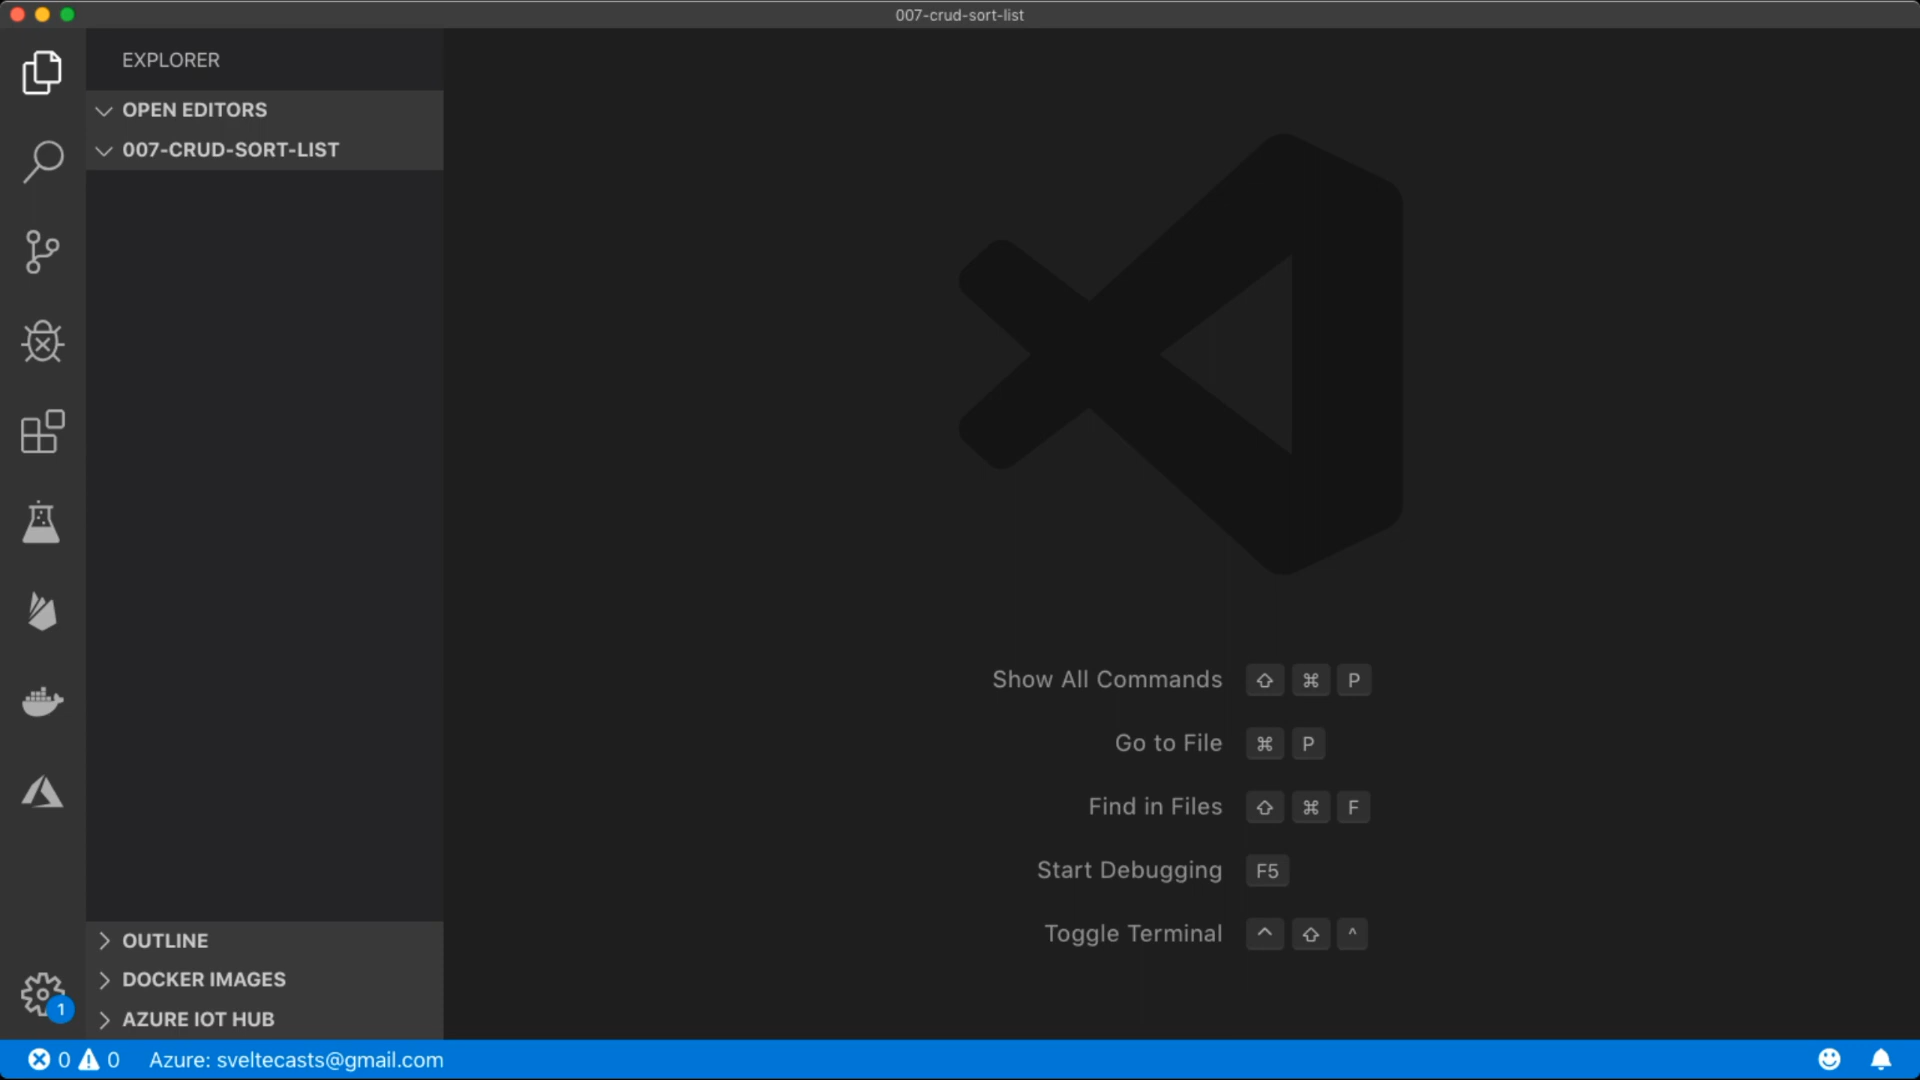 007-crud-sort-list
EXPLORER
OPEN EDITORS
007-CRUD-SORT-LIST
Show All Commands ⇧ ⌘ P
Go to File ⌘ P
Find in Files ⇧ ⌘ F
Start Debugging F5
Toggle Terminal ^ ⇧ ^
OUTLINE
DOCKER IMAGES
1
AZURE IOT HUB
0 0 Azure: sveltecasts@gmail.com